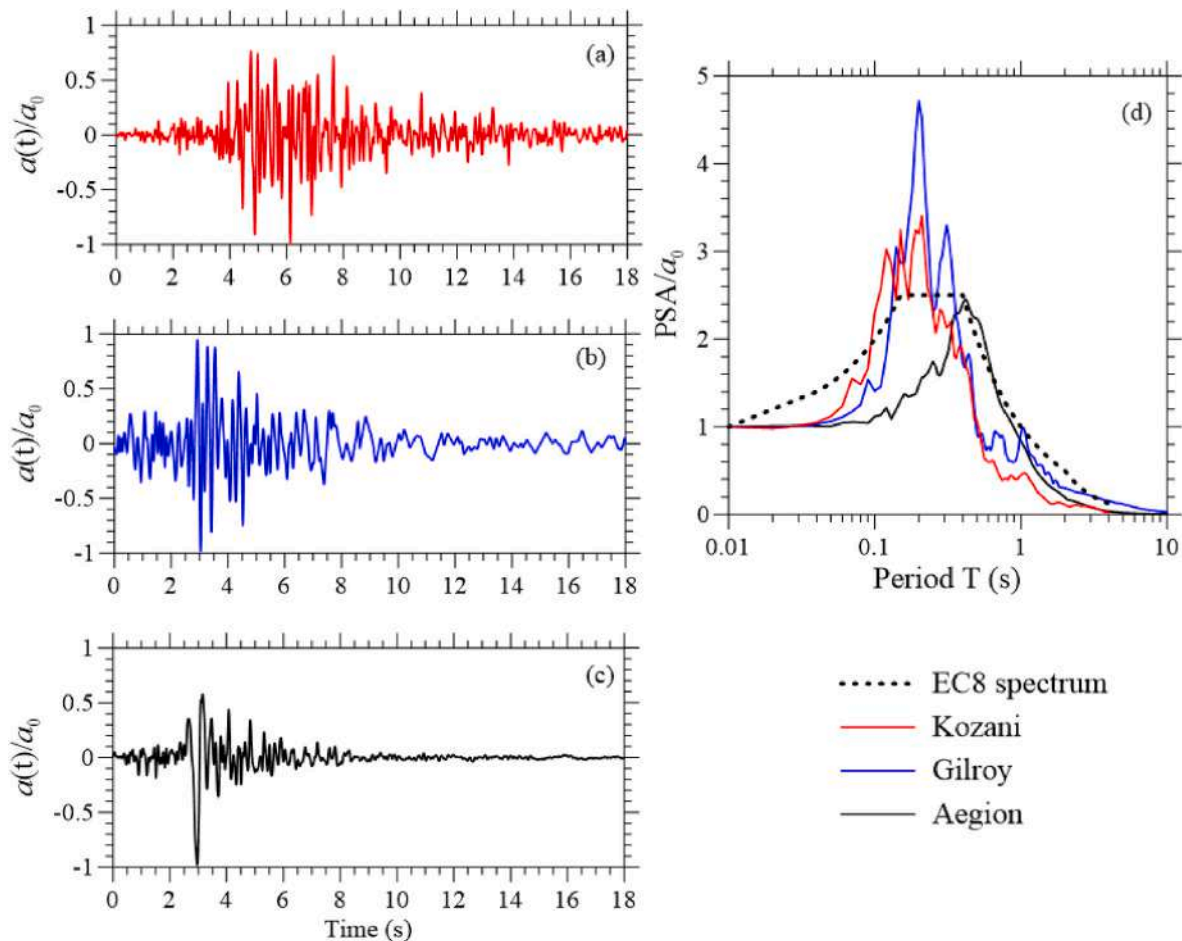 (a)
a(t)/a0
1
0.5
0
-0.5
-1
0 2 4 6 8 10 12 14 16 18
(b)
a(t)/a0
1
0.5
0
-0.5
-1
0 2 4 6 8 10 12 14 16 18
(c)
a(t)/a0
1
0.5
0
-0.5
-1
0 2 4 6 8 10 12 14 16 18
Time (s)
(d)
PSA/a0
5
4
3
2
1
0
0.01 0.1 1 10
Period T (s)
EC8 spectrum
Kozani
Gilroy
Aegion